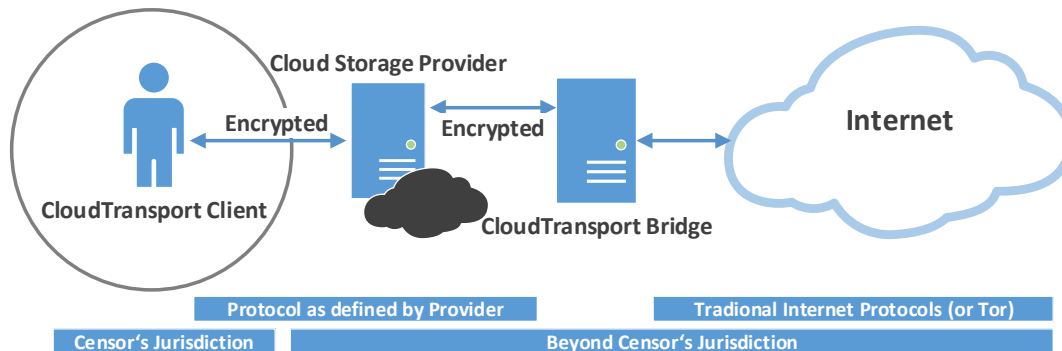 Cloud Storage Provider
Encrypted
Encrypted
Internet
CloudTransport Client
CloudTransport Bridge
Protocol as defined by Provider
Tradional Internet Protocols (or Tor)
Censor‘s Jurisdiction
Beyond Censor‘s Jurisdiction